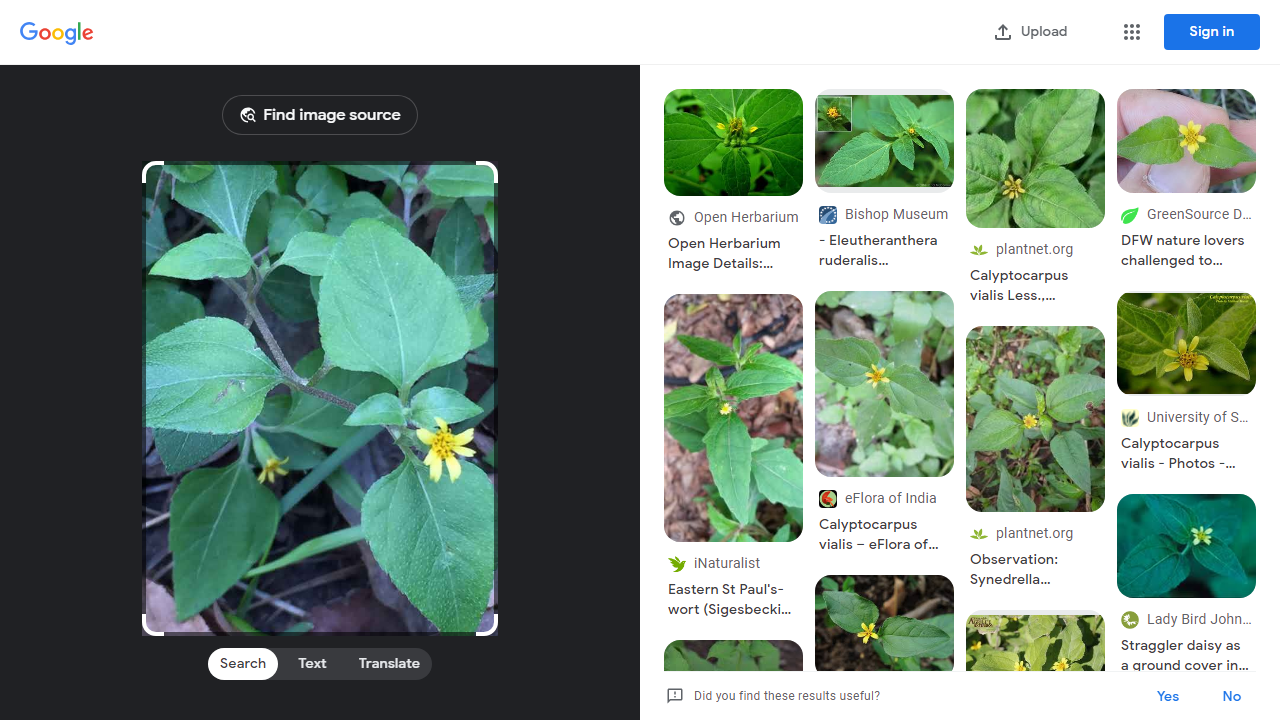 Google
Upload
Sign in
Find image source
Search
Text
Translate
Open Herbarium
Open Herbarium
Image Details:...
Bishop Museum
- Eleutheranthera
ruderalis...
plantnet.org
Calyptocarpus
vialis Less.,...
GreenSource D...
DFW nature lovers
challenged to...
iNaturalist
Eastern St Paul's-
wort (Sigesbecki...
eFlora of India
Calyptocarpus
vialis – eFlora of...
plantnet.org
Observation:
Synedrella...
University of S...
Calyptocarpus
vialis - Photos -...
Lady Bird John...
Straggler daisy as
a ground cover in...
Did you find these results useful?
Yes
No